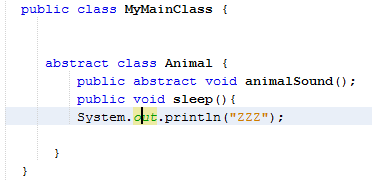 public class MyMainClass {
abstract class Animal {
public abstract void animalSound();
public void sleep(){
System.out.println("ZZZ");
}
}